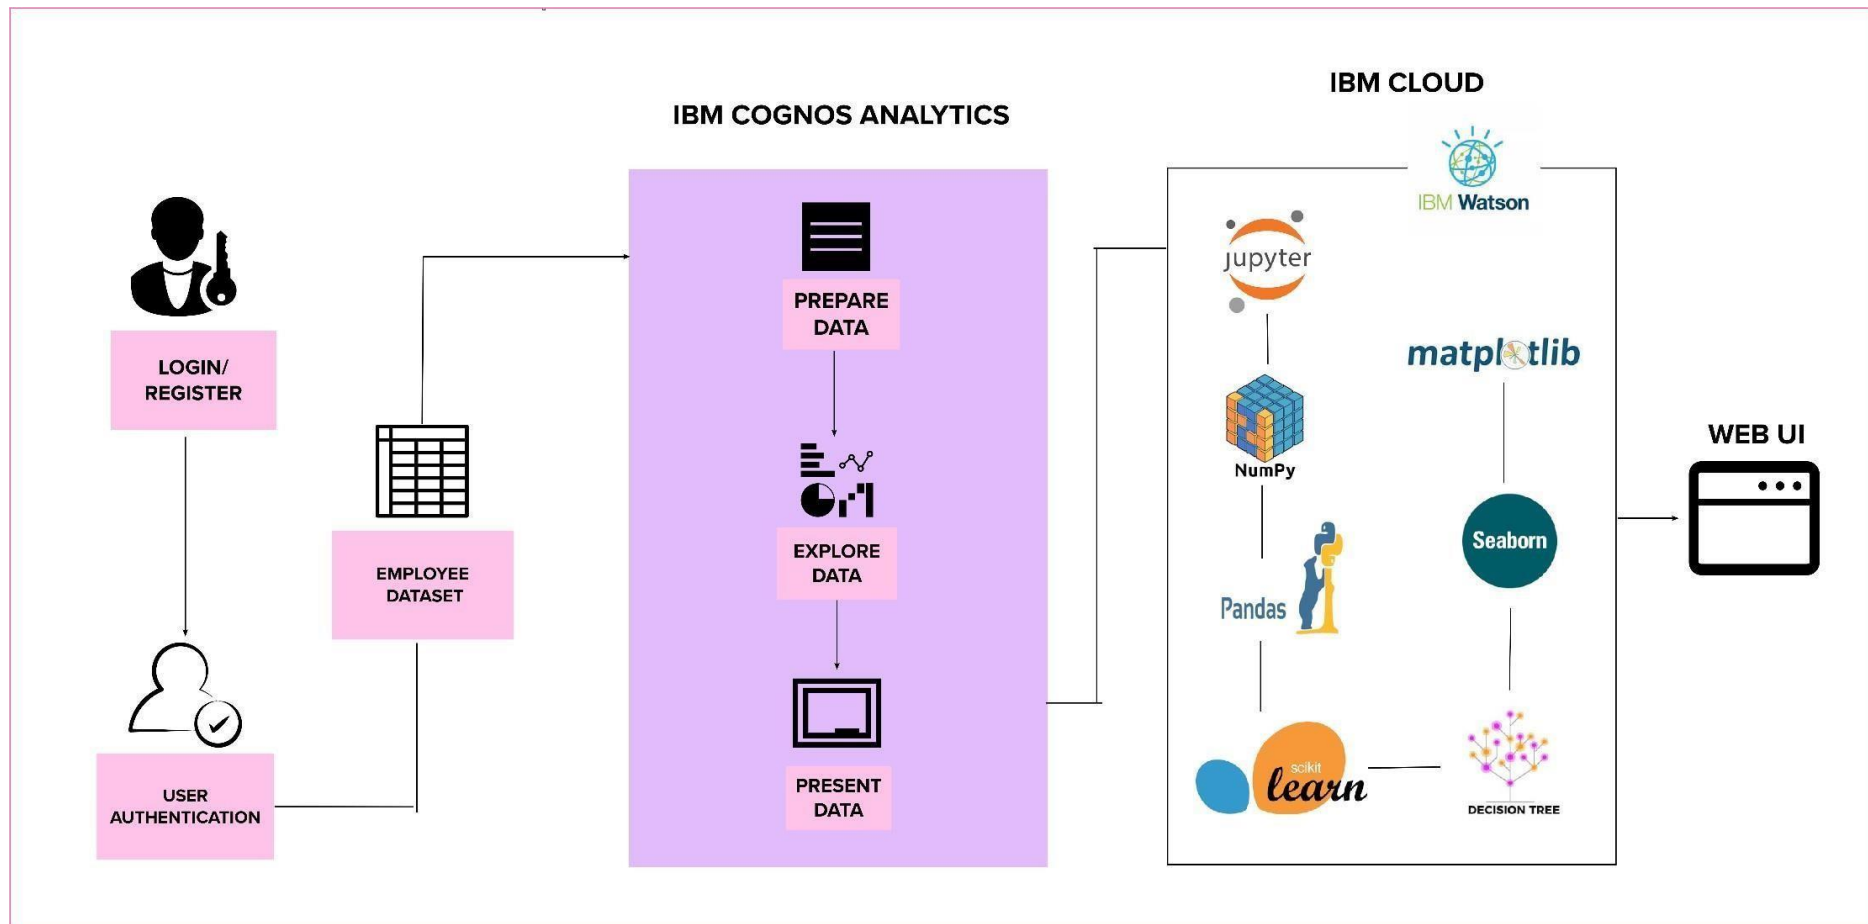 LOGIN/
REGISTER
USER
AUTHENTICATION
EMPLOYEE
DATASET
IBM COGNOS ANALYTICS
PREPARE
DATA
EXPLORE
DATA
PRESENT
DATA
IBM CLOUD
IBM Watson
jupyter
NumPy
Pandas
scikit
learn
DECISION TREE
Seaborn
matplotlib
WEB UI